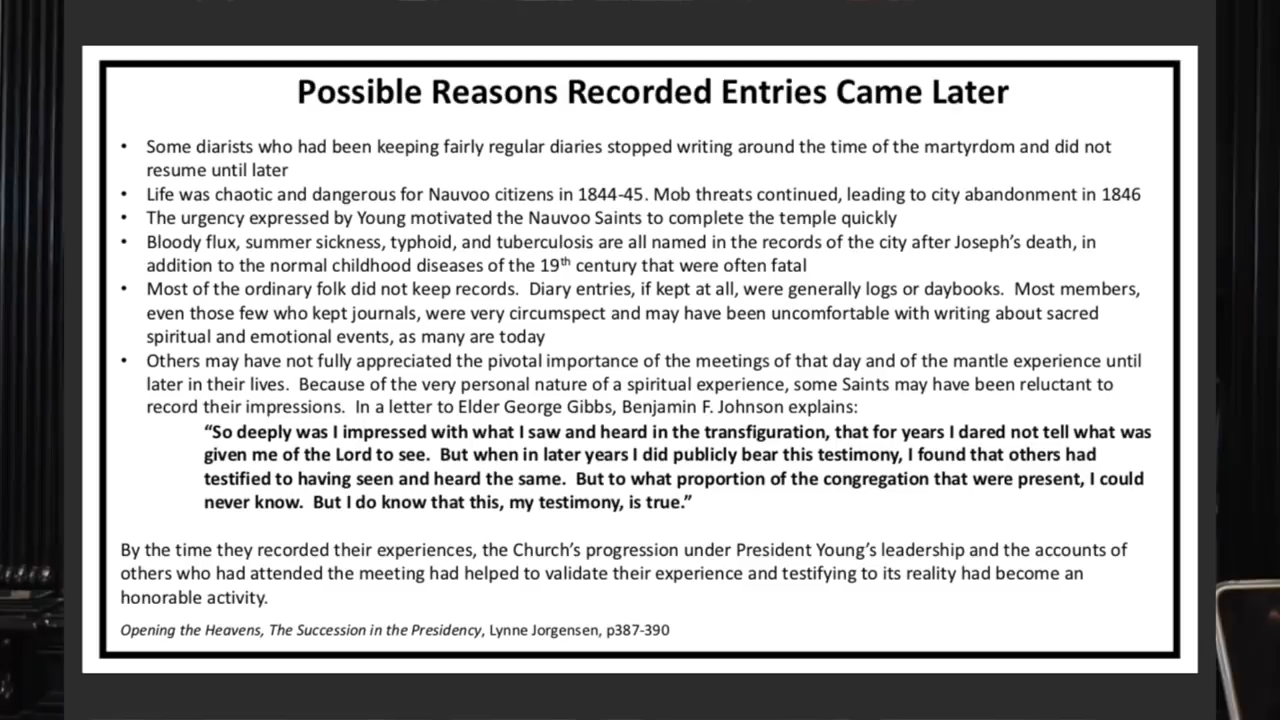 Possible Reasons Recorded Entries Came Later
• Some diarists who had been keeping fairly regular diaries stopped writing around the time of the martyrdom and did not
resume until later
• Life was chaotic and dangerous for Nauvoo citizens in 1844-45. Mob threats continued, leading to city abandonment in 1846
• The urgency expressed by Young motivated the Nauvoo Saints to complete the temple quickly
• Bloody flux, summer sickness, typhoid, and tuberculosis are all named in the records of the city after Joseph's death, in
addition to the normal childhood diseases of the 19th century that were often fatal
• Most of the ordinary folk did not keep records. Diary entries, if kept at all, were generally logs or daybooks. Most members,
even those few who kept journals, were very circumspect and may have been uncomfortable with writing about sacred
spiritual and emotional events, as many are today
• Others may have not fully appreciated the pivotal importance of the meetings of that day and of the mantle experience until
later in their lives. Because of the very personal nature of a spiritual experience, some Saints may have been reluctant to
record their impressions. In a letter to Elder George Gibbs, Benjamin F. Johnson explains:
“So deeply was I impressed with what I saw and heard in the transfiguration, that for years I dared not tell what was
given me of the Lord to see. But when in later years I did publicly bear this testimony, I found that others had
testified to having seen and heard the same. But to what proportion of the congregation that were present, I could
never know. But I do know that this, my testimony, is true.”
By the time they recorded their experiences, the Church's progression under President Young's leadership and the accounts of
others who had attended the meeting had helped to validate their experience and testifying to its reality had become an
honorable activity.
Opening the Heavens, The Succession in the Presidency, Lynne Jorgensen, p387-390